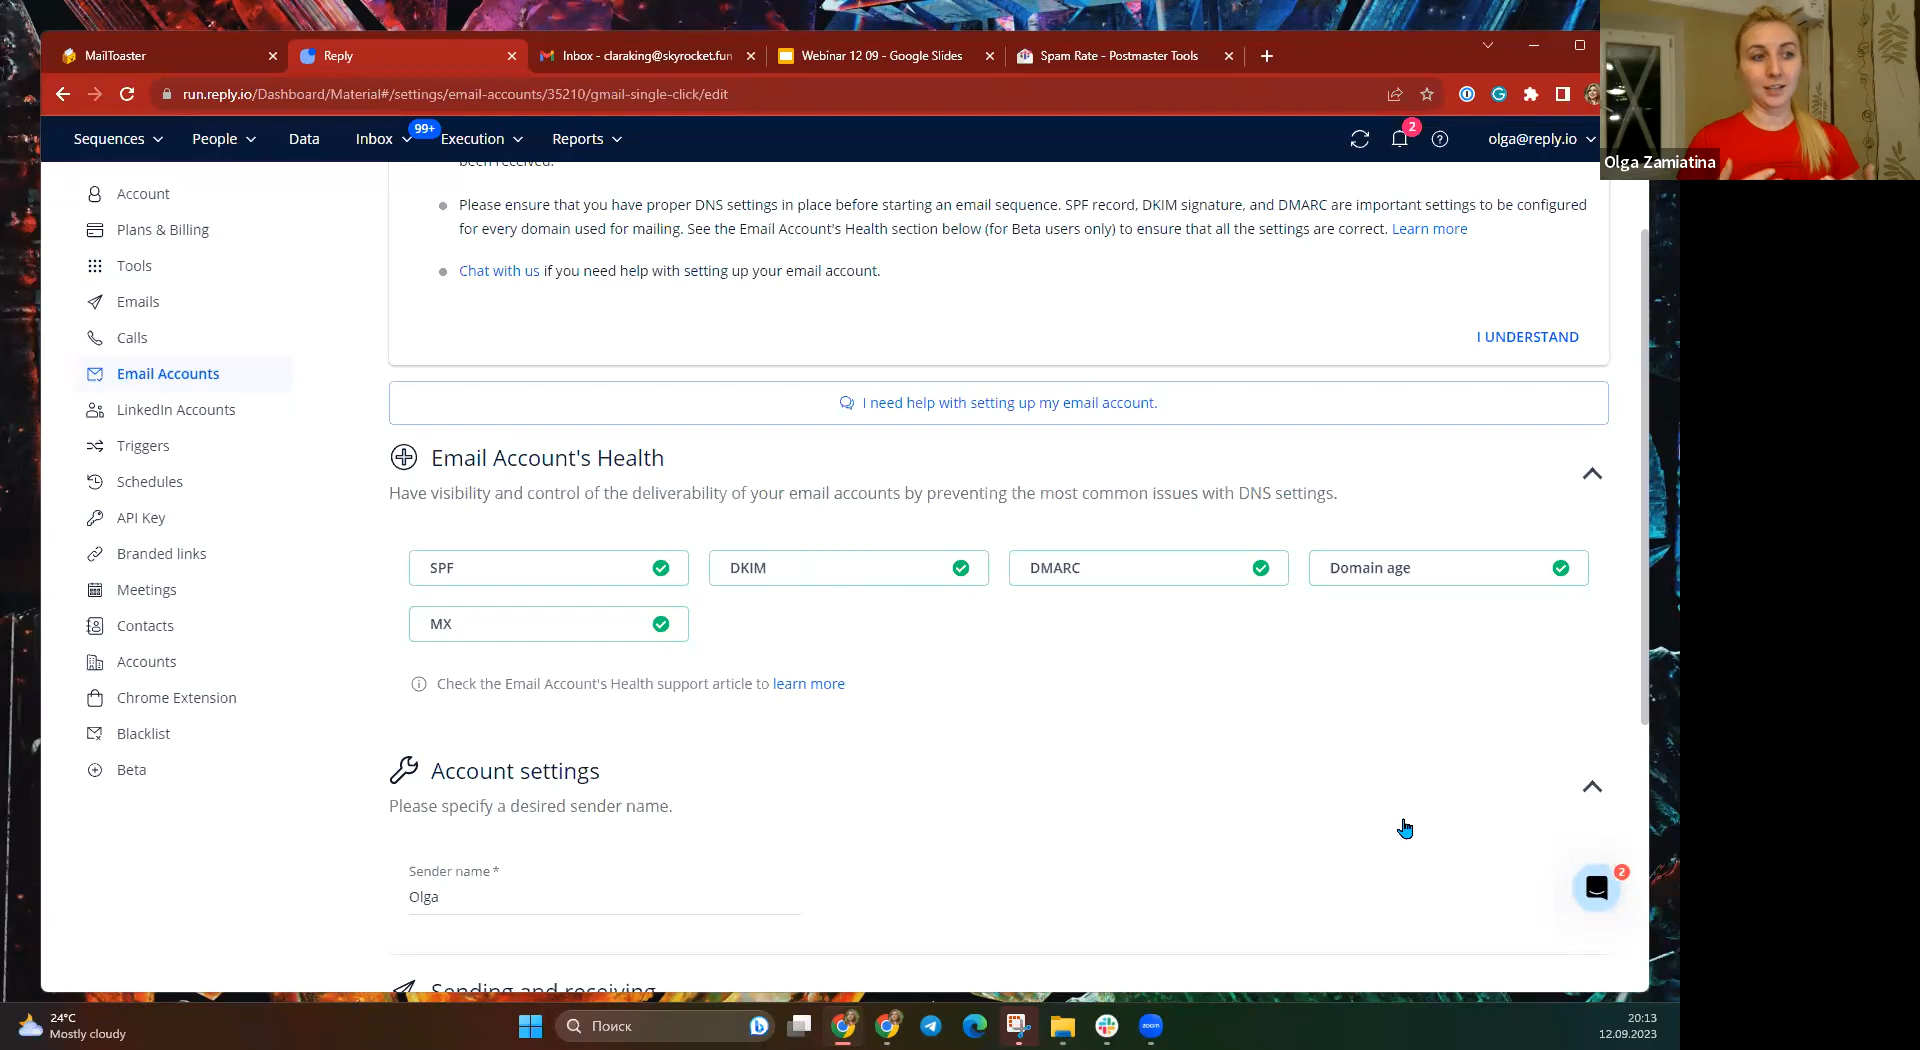 MailToaster
Reply
Inbox - claraking@skyrocket.fun
Webinar 12 09 - Google Slides
Spam Rate - Postmaster Tools
run.reply.io/Dashboard/Material#/settings/email-accounts/35210/gmail-single-click/edit
Sequences
People
Data
Inbox
99+
Execution
Reports
2
olga@reply.io
Olga Zamiatina
Account
Plans & Billing
Tools
Emails
Calls
Email Accounts
LinkedIn Accounts
Triggers
Schedules
API Key
Branded links
Meetings
Contacts
Accounts
Chrome Extension
Blacklist
Beta
been received.
Please ensure that you have proper DNS settings in place before starting an email sequence. SPF record, DKIM signature, and DMARC are important settings to be configured
for every domain used for mailing. See the Email Account's Health section below (for Beta users only) to ensure that all the settings are correct. Learn more
Chat with us if you need help with setting up your email account.
I UNDERSTAND
I need help with setting up my email account.
Email Account's Health
Have visibility and control of the deliverability of your email accounts by preventing the most common issues with DNS settings.
SPF
DKIM
DMARC
Domain age
MX
Check the Email Account's Health support article to learn more
Account settings
Please specify a desired sender name.
Sender name *
Olga
2
Sending and receiving
24°C
Mostly cloudy
Поиск
zoom
20:13
12.09.2023